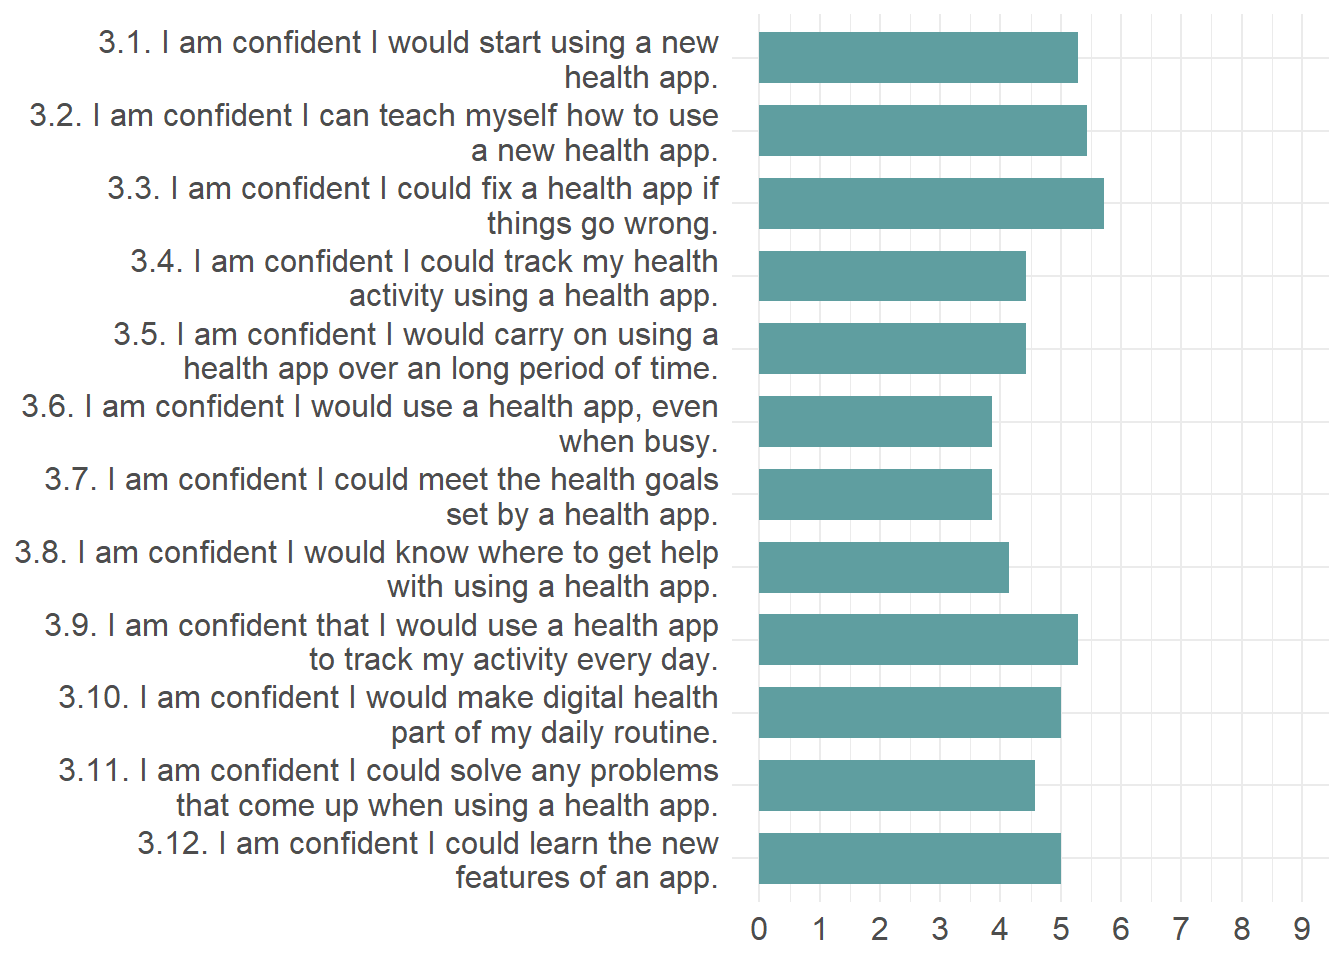 3.1. I am confident I would start using a new
health app.
3.2. I am confident I can teach myself how to use
a new health app.
3.3. I am confident I could fix a health app if
things go wrong.
3.4. I am confident I could track my health
activity using a health app.
3.5. I am confident I would carry on using a
health app over an long period of time.
3.6. I am confident I would use a health app, even
when busy.
3.7. I am confident I could meet the health goals
set by a health app.
3.8. I am confident I would know where to get help
with using a health app.
3.9. I am confident that I would use a health app
to track my activity every day.
3.10. I am confident I would make digital health
part of my daily routine.
3.11. I am confident I could solve any problems
that come up when using a health app.
3.12. I am confident I could learn the new
features of an app.
0 1 2 3 4 5 6 7 8 9